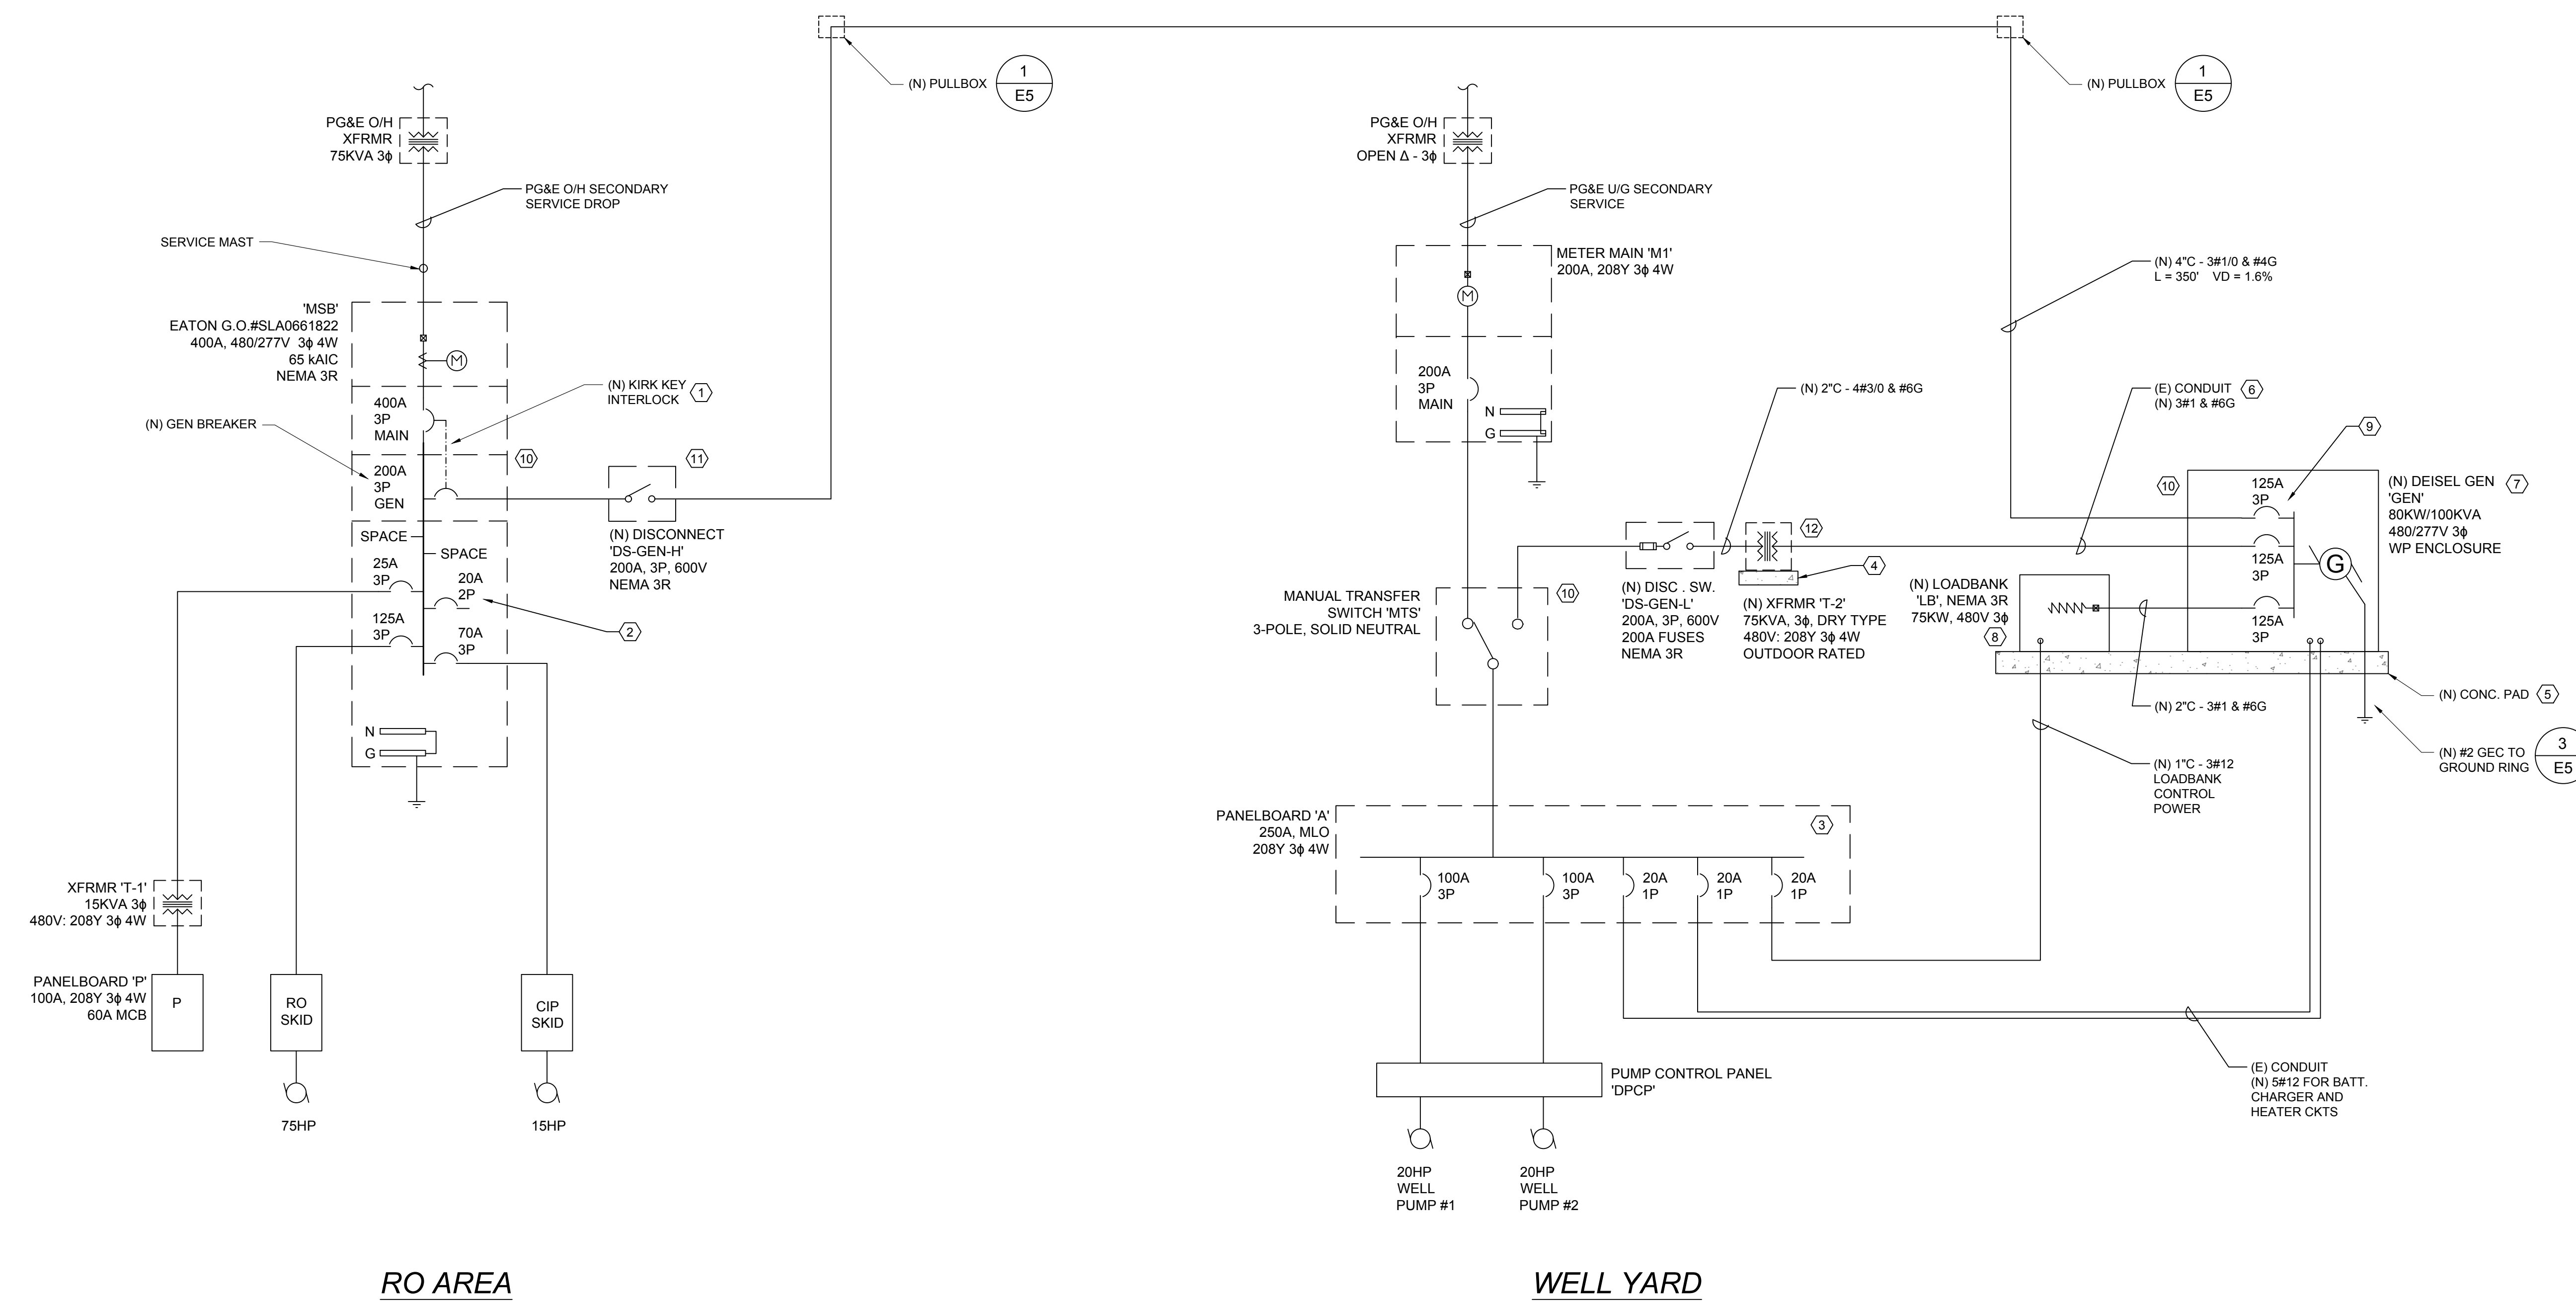 (N) PULLBOX
1
E5
(N) PULLBOX
1
E5
PG&E O/H
XFRMR
75KVA 3ϕ
PG&E O/H SECONDARY
SERVICE DROP
SERVICE MAST
'MSB'
EATON G.O.#SLA0661822
400A, 480/277V 3ϕ 4W
65 kAIC
NEMA 3R
M
400A
3P
MAIN
(N) KIRK KEY
INTERLOCK
1
(N) GEN BREAKER
200A
3P
GEN
10
11
(N) DISCONNECT
'DS-GEN-H'
200A, 3P, 600V
NEMA 3R
SPACE
SPACE
25A
3P
20A
2P
2
125A
3P
70A
3P
N
G
XFRMR 'T-1'
15KVA 3ϕ
480V: 208Y 3ϕ 4W
PANELBOARD 'P'
100A, 208Y 3ϕ 4W
60A MCB
P
RO
SKID
75HP
CIP
SKID
15HP
RO AREA
PG&E O/H
XFRMR
OPEN Δ - 3ϕ
PG&E U/G SECONDARY
SERVICE
METER MAIN 'M1'
200A, 208Y 3ϕ 4W
M
200A
3P
MAIN
N
G
(N) 2"C - 4#3/0 & #6G
(N) 4"C - 3#1/0 & #4G
L = 350' VD = 1.6%
(E) CONDUIT
(N) 3#1 & #6G
6
9
10
125A
3P
125A
3P
125A
3P
G
(N) DEISEL GEN
'GEN'
80KW/100KVA
480/277V 3ϕ
WP ENCLOSURE
7
MANUAL TRANSFER
SWITCH 'MTS'
3-POLE, SOLID NEUTRAL
10
(N) DISC . SW.
'DS-GEN-L'
200A, 3P, 600V
200A FUSES
NEMA 3R
12
4
(N) XFRMR 'T-2'
75KVA, 3ϕ, DRY TYPE
480V: 208Y 3ϕ 4W
OUTDOOR RATED
(N) LOADBANK
'LB', NEMA 3R
75KW, 480V 3ϕ
8
(N) CONC. PAD
5
(N) 2"C - 3#1 & #6G
(N) #2 GEC TO
GROUND RING
3
E5
(N) 1"C - 3#12
LOADBANK
CONTROL
POWER
PANELBOARD 'A'
250A, MLO
208Y 3ϕ 4W
3
100A
3P
100A
3P
20A
1P
20A
1P
20A
1P
PUMP CONTROL PANEL
'DPCP'
(E) CONDUIT
(N) 5#12 FOR BATT.
CHARGER AND
HEATER CKTS
20HP
WELL
PUMP #1
20HP
WELL
PUMP #2
WELL YARD